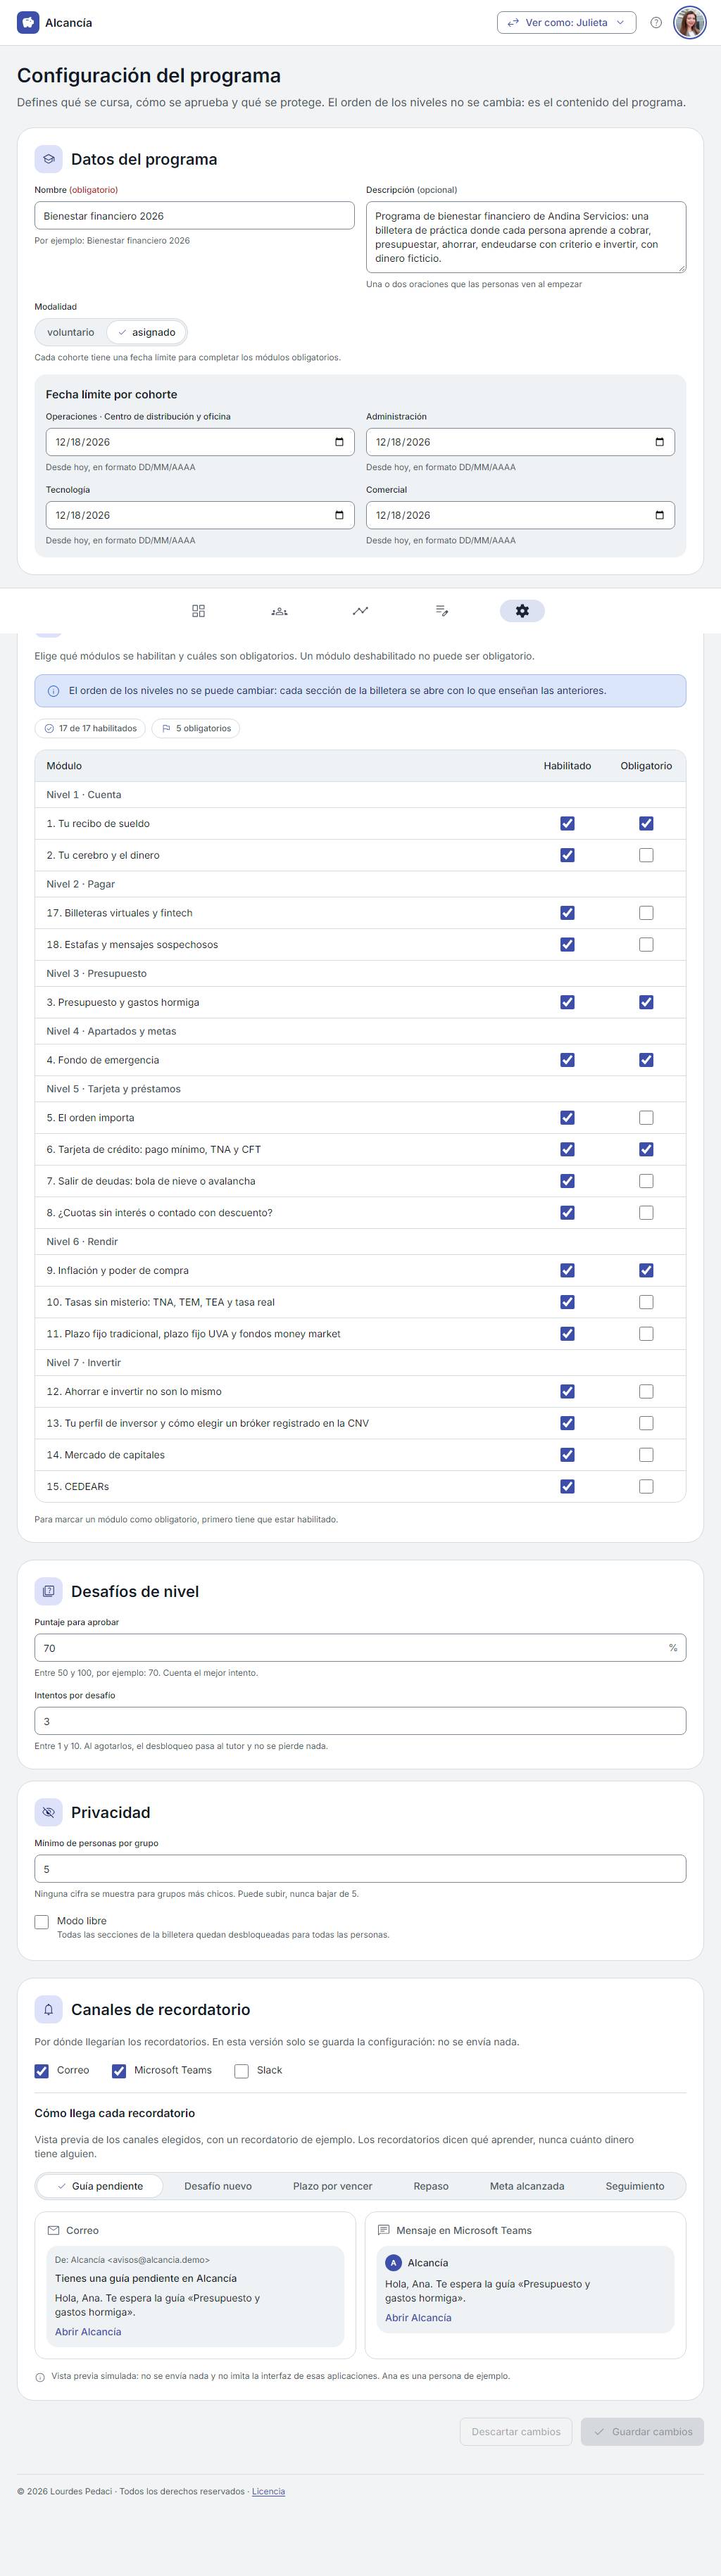 Alcancía
Ver como: Julieta
Configuración del programa
Defines qué se cursa, cómo se aprueba y qué se protege. El orden de los niveles no se cambia: es el contenido del programa.
Datos del programa
Nombre (obligatorio)
Bienestar financiero 2026
Por ejemplo: Bienestar financiero 2026
Descripción (opcional)
Programa de bienestar financiero de Andina Servicios: una
billetera de práctica donde cada persona aprende a cobrar,
presupuestar, ahorrar, endeudarse con criterio e invertir, con
dinero ficticio.
Una o dos oraciones que las personas ven al empezar
Modalidad
voluntario
asignado
Cada cohorte tiene una fecha límite para completar los módulos obligatorios.
Fecha límite por cohorte
Operaciones · Centro de distribución y oficina
12/18/2026
Desde hoy, en formato DD/MM/AAAA
Administración
12/18/2026
Desde hoy, en formato DD/MM/AAAA
Tecnología
12/18/2026
Desde hoy, en formato DD/MM/AAAA
Comercial
12/18/2026
Desde hoy, en formato DD/MM/AAAA
Elige qué módulos se habilitan y cuáles son obligatorios. Un módulo deshabilitado no puede ser obligatorio.
El orden de los niveles no se puede cambiar: cada sección de la billetera se abre con lo que enseñan las anteriores.
17 de 17 habilitados
5 obligatorios
Módulo Habilitado Obligatorio
Nivel 1 · Cuenta
1. Tu recibo de sueldo
2. Tu cerebro y el dinero
Nivel 2 · Pagar
17. Billeteras virtuales y fintech
18. Estafas y mensajes sospechosos
Nivel 3 · Presupuesto
3. Presupuesto y gastos hormiga
Nivel 4 · Apartados y metas
4. Fondo de emergencia
Nivel 5 · Tarjeta y préstamos
5. El orden importa
6. Tarjeta de crédito: pago mínimo, TNA y CFT
7. Salir de deudas: bola de nieve o avalancha
8. ¿Cuotas sin interés o contado con descuento?
Nivel 6 · Rendir
9. Inflación y poder de compra
10. Tasas sin misterio: TNA, TEM, TEA y tasa real
11. Plazo fijo tradicional, plazo fijo UVA y fondos money market
Nivel 7 · Invertir
12. Ahorrar e invertir no son lo mismo
13. Tu perfil de inversor y cómo elegir un bróker registrado en la CNV
14. Mercado de capitales
15. CEDEARs
Para marcar un módulo como obligatorio, primero tiene que estar habilitado.
Desafíos de nivel
Puntaje para aprobar
70 %
Entre 50 y 100, por ejemplo: 70. Cuenta el mejor intento.
Intentos por desafío
3
Entre 1 y 10. Al agotarlos, el desbloqueo pasa al tutor y no se pierde nada.
Privacidad
Mínimo de personas por grupo
5
Ninguna cifra se muestra para grupos más chicos. Puede subir, nunca bajar de 5.
Modo libre
Todas las secciones de la billetera quedan desbloqueadas para todas las personas.
Canales de recordatorio
Por dónde llegarían los recordatorios. En esta versión solo se guarda la configuración: no se envía nada.
Correo
Microsoft Teams
Slack
Cómo llega cada recordatorio
Vista previa de los canales elegidos, con un recordatorio de ejemplo. Los recordatorios dicen qué aprender, nunca cuánto dinero
tiene alguien.
Guía pendiente
Desafío nuevo
Plazo por vencer
Repaso
Meta alcanzada
Seguimiento
Correo
De: Alcancía <avisos@alcancia.demo>
Tienes una guía pendiente en Alcancía
Hola, Ana. Te espera la guía «Presupuesto y
gastos hormiga».
Abrir Alcancía
Mensaje en Microsoft Teams
A
Alcancía
Hola, Ana. Te espera la guía «Presupuesto y
gastos hormiga».
Abrir Alcancía
Vista previa simulada: no se envía nada y no imita la interfaz de esas aplicaciones. Ana es una persona de ejemplo.
Descartar cambios
Guardar cambios
© 2026 Lourdes Pedaci · Todos los derechos reservados · Licencia